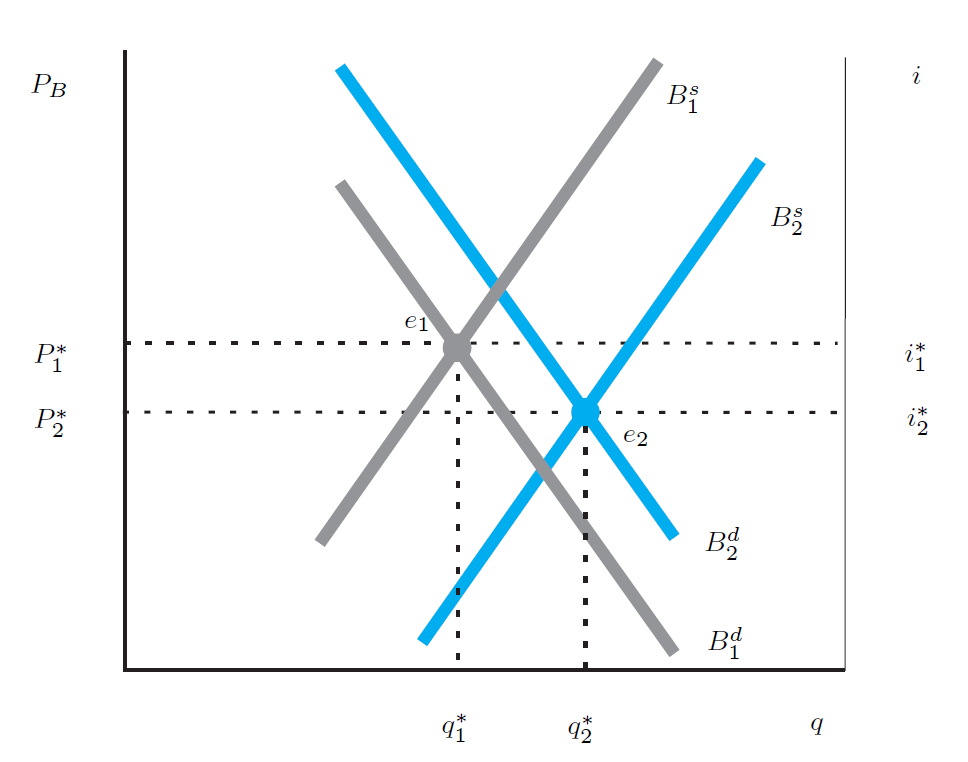 P_B
i
B_1^s
B_2^s
e_1
P_1^*
i_1^*
P_2^*
i_2^*
e_2
B_2^d
B_1^d
q_1^*
q_2^*
q